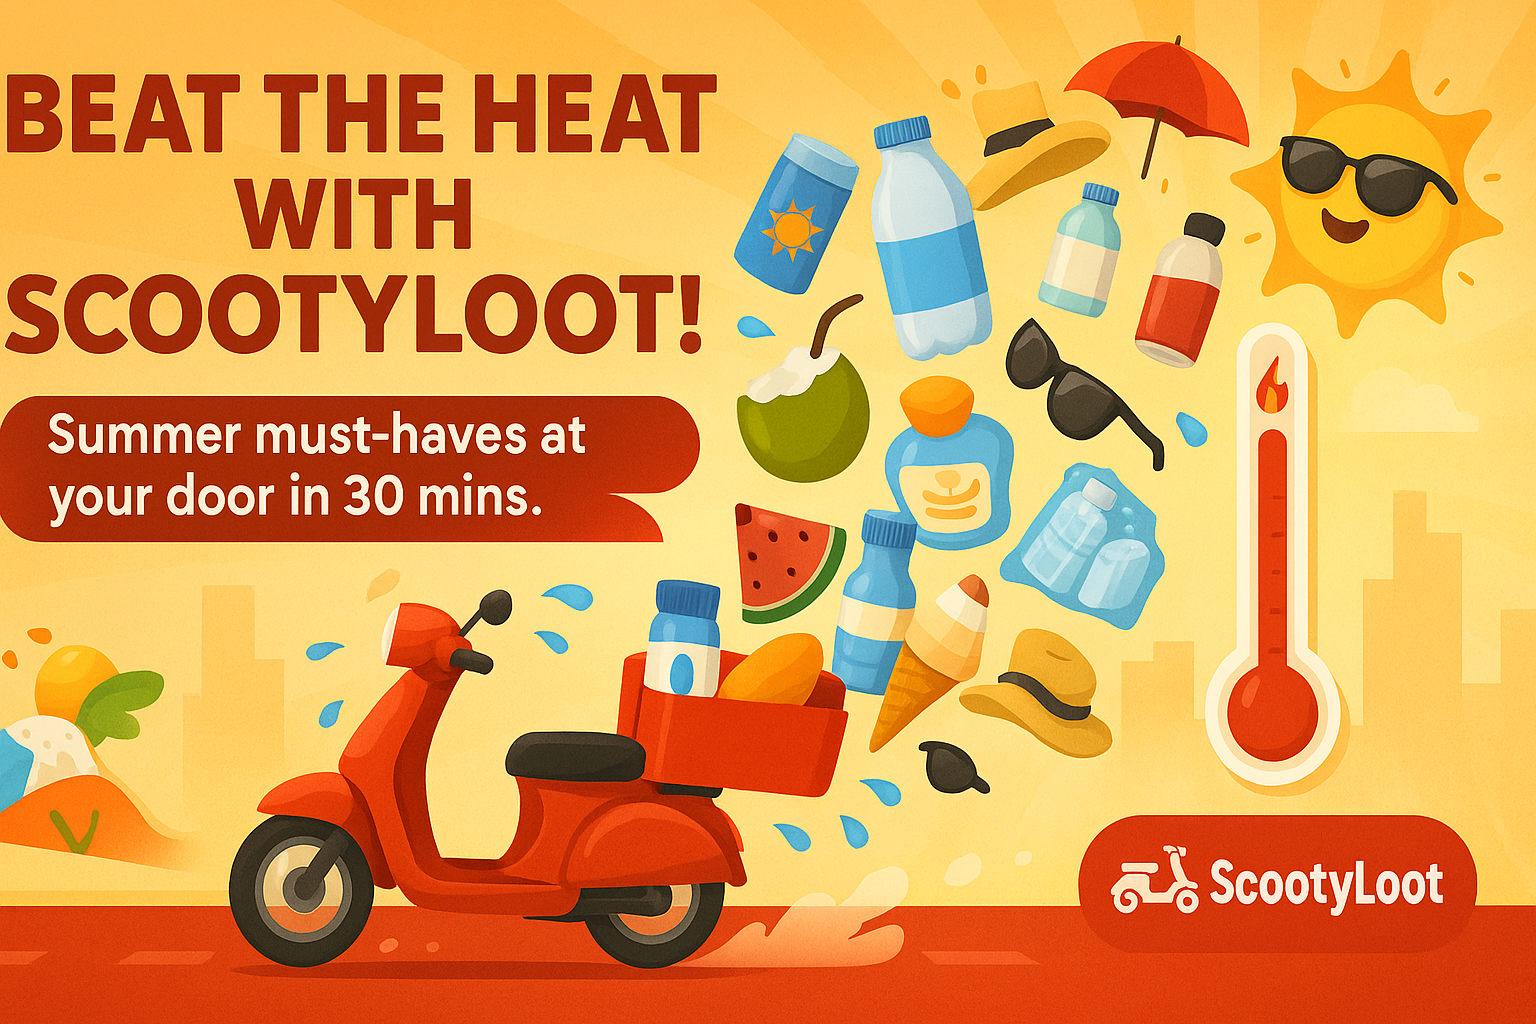 BEAT THE HEAT
WITH
SCOOTYLOOT!
Summer must-haves at
your door in 30 mins.
ScootyLoot